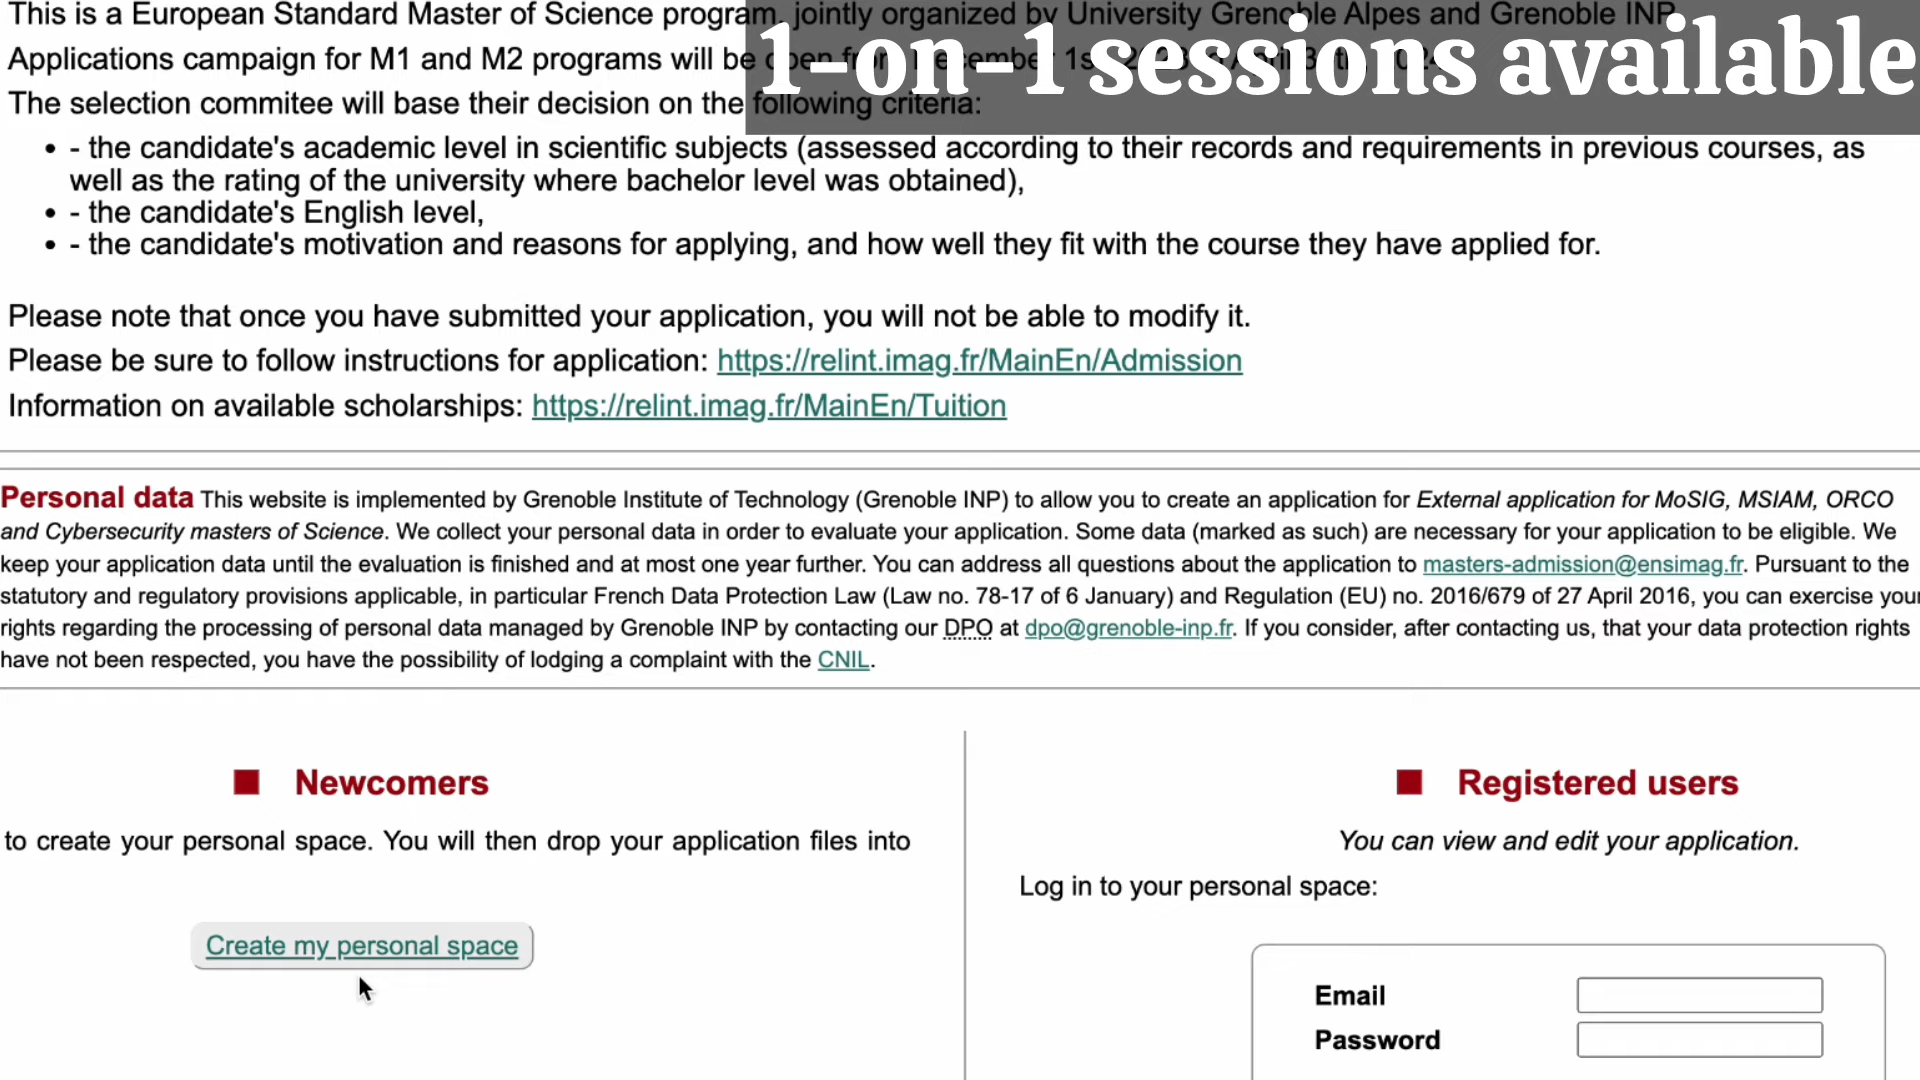 This is a European Standard Master of Science program, jointly organized by University Grenoble Alpes and Grenoble INP
1-on-1 sessions available
Applications campaign for M1 and M2 programs will be open from December 1st,
The selection commitee will base their decision on the following criteria:
• - the candidate's academic level in scientific subjects (assessed according to their records and requirements in previous courses, as
well as the rating of the university where bachelor level was obtained),
• - the candidate's English level,
• - the candidate's motivation and reasons for applying, and how well they fit with the course they have applied for.
Please note that once you have submitted your application, you will not be able to modify it.
Please be sure to follow instructions for application: https://relint.imag.fr/MainEn/Admission
Information on available scholarships: https://relint.imag.fr/MainEn/Tuition
Personal data This website is implemented by Grenoble Institute of Technology (Grenoble INP) to allow you to create an application for External application for MoSIG, MSIAM, ORCO
and Cybersecurity masters of Science. We collect your personal data in order to evaluate your application. Some data (marked as such) are necessary for your application to be eligible. We
keep your application data until the evaluation is finished and at most one year further. You can address all questions about the application to masters-admission@ensimag.fr. Pursuant to the
statutory and regulatory provisions applicable, in particular French Data Protection Law (Law no. 78-17 of 6 January) and Regulation (EU) no. 2016/679 of 27 April 2016, you can exercise your
rights regarding the processing of personal data managed by Grenoble INP by contacting our DPO at dpo@grenoble-inp.fr. If you consider, after contacting us, that your data protection rights
have not been respected, you have the possibility of lodging a complaint with the CNIL.
Newcomers
to create your personal space. You will then drop your application files into
Create my personal space
Registered users
You can view and edit your application.
Log in to your personal space:
Email
Password